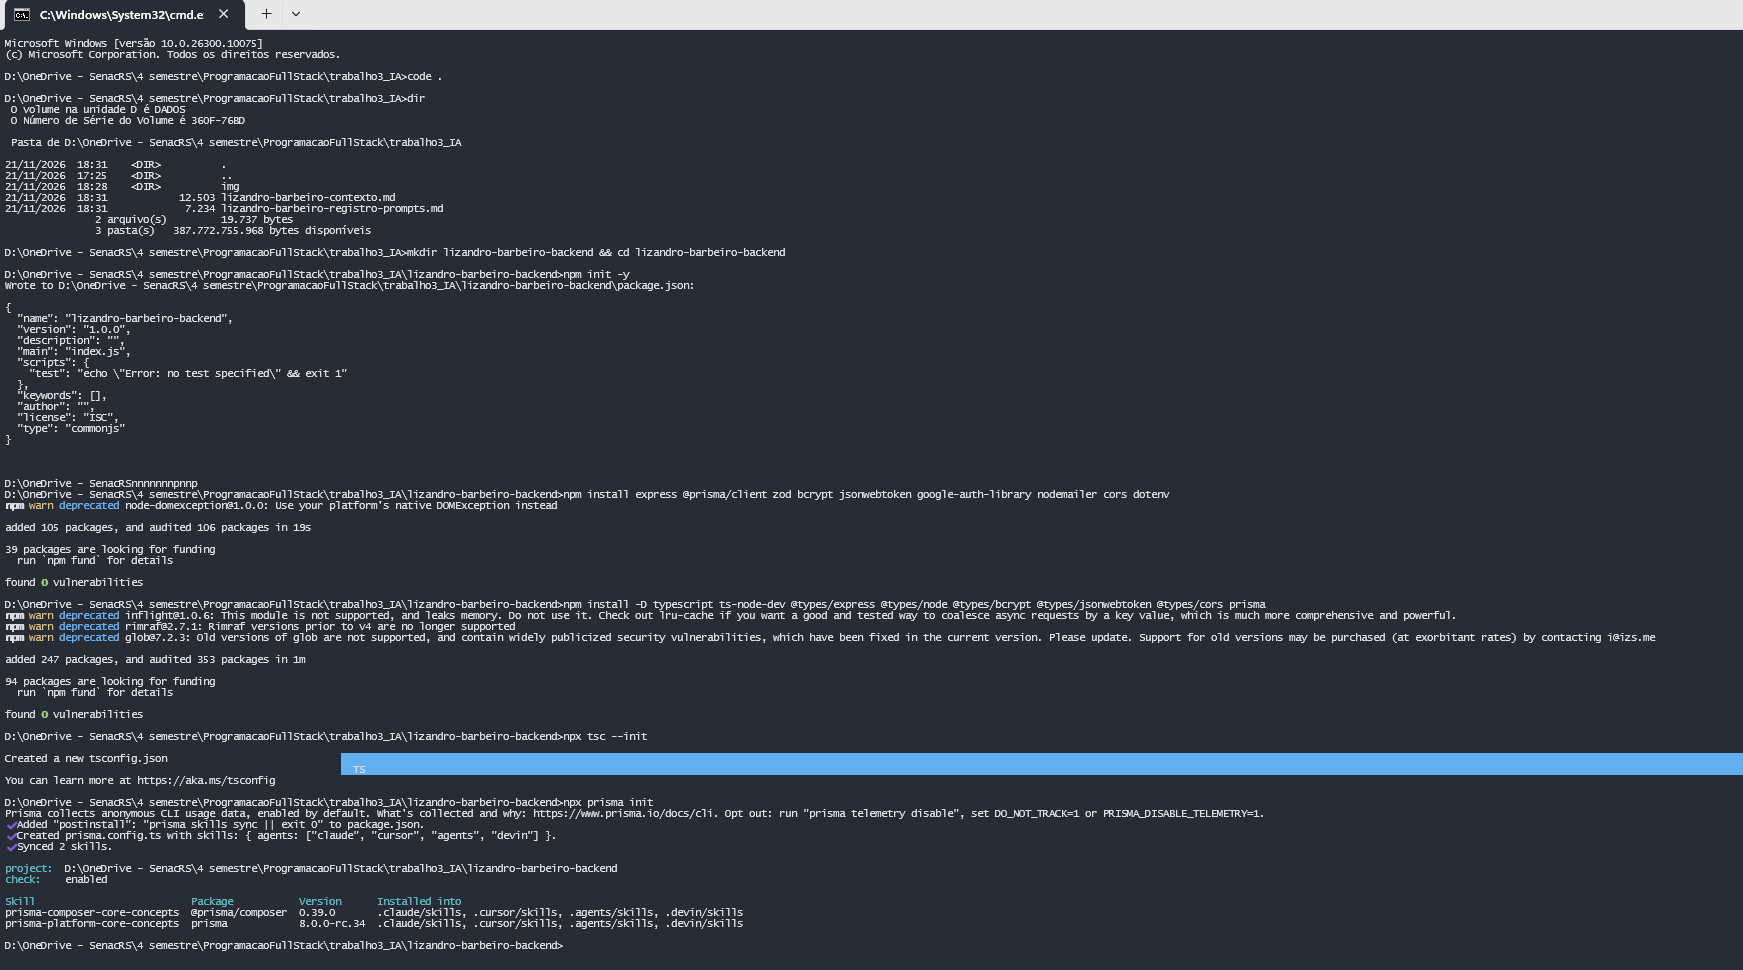 C:\Windows\System32\cmd.e
Microsoft Windows [versão 10.0.26300.10075]
(c) Microsoft Corporation. Todos os direitos reservados.
D:\OneDrive - SenacRS\4 semestre\ProgramacaoFullStack\trabalho3_IA>code .
D:\OneDrive - SenacRS\4 semestre\ProgramacaoFullStack\trabalho3_IA>dir
O volume na unidade D é DADOS
O Número de Série do Volume é 360F-76BD
Pasta de D:\OneDrive - SenacRS\4 semestre\ProgramacaoFullStack\trabalho3_IA
21/11/2026  18:31    <DIR>          .
21/11/2026  17:25    <DIR>          ..
21/11/2026  18:28    <DIR>          img
21/11/2026  18:31            12.503 lizandro-barbeiro-contexto.md
21/11/2026  18:31             7.234 lizandro-barbeiro-registro-prompts.md
2 arquivo(s)         19.737 bytes
3 pasta(s)   387.772.755.968 bytes disponíveis
D:\OneDrive - SenacRS\4 semestre\ProgramacaoFullStack\trabalho3_IA>mkdir lizandro-barbeiro-backend && cd lizandro-barbeiro-backend
D:\OneDrive - SenacRS\4 semestre\ProgramacaoFullStack\trabalho3_IA\lizandro-barbeiro-backend>npm init -y
Wrote to D:\OneDrive - SenacRS\4 semestre\ProgramacaoFullStack\trabalho3_IA\lizandro-barbeiro-backend\package.json:
{
"name": "lizandro-barbeiro-backend",
"version": "1.0.0",
"description": "",
"main": "index.js",
"scripts": {
"test": "echo \"Error: no test specified\" && exit 1"
},
"keywords": [],
"author": "",
"license": "ISC",
"type": "commonjs"
}
D:\OneDrive - SenacRSnnnnnnnpnnp
D:\OneDrive - SenacRS\4 semestre\ProgramacaoFullStack\trabalho3_IA\lizandro-barbeiro-backend>npm install express @prisma/client zod bcrypt jsonwebtoken google-auth-library nodemailer cors dotenv
npm warn deprecated node-domexception@1.0.0: Use your platform's native DOMException instead
added 105 packages, and audited 106 packages in 19s
39 packages are looking for funding
run `npm fund` for details
found 0 vulnerabilities
D:\OneDrive - SenacRS\4 semestre\ProgramacaoFullStack\trabalho3_IA\lizandro-barbeiro-backend>npm install -D typescript ts-node-dev @types/express @types/node @types/bcrypt @types/jsonwebtoken @types/cors prisma
npm warn deprecated inflight@1.0.6: This module is not supported, and leaks memory. Do not use it. Check out lru-cache if you want a good and tested way to coalesce async requests by a key value, which is much more comprehensive and powerful.
npm warn deprecated rimraf@2.7.1: Rimraf versions prior to v4 are no longer supported
npm warn deprecated glob@7.2.3: Old versions of glob are not supported, and contain widely publicized security vulnerabilities, which have been fixed in the current version. Please update. Support for old versions may be purchased (at exorbitant rates) by contacting i@izs.me
added 247 packages, and audited 353 packages in 1m
94 packages are looking for funding
run `npm fund` for details
found 0 vulnerabilities
D:\OneDrive - SenacRS\4 semestre\ProgramacaoFullStack\trabalho3_IA\lizandro-barbeiro-backend>npx tsc --init
Created a new tsconfig.json
TS
You can learn more at https://aka.ms/tsconfig
D:\OneDrive - SenacRS\4 semestre\ProgramacaoFullStack\trabalho3_IA\lizandro-barbeiro-backend>npx prisma init
Prisma collects anonymous CLI usage data, enabled by default. What's collected and why: https://www.prisma.io/docs/cli. Opt out: run "prisma telemetry disable", set DO_NOT_TRACK=1 or PRISMA_DISABLE_TELEMETRY=1.
✔Added "postinstall": "prisma skills sync || exit 0" to package.json.
✔Created prisma.config.ts with skills: { agents: ["claude", "cursor", "agents", "devin"] }.
✔Synced 2 skills.
project:  D:\OneDrive - SenacRS\4 semestre\ProgramacaoFullStack\trabalho3_IA\lizandro-barbeiro-backend
check:    enabled
Skill                          Package           Version      Installed into
prisma-composer-core-concepts  @prisma/composer  0.39.0       .claude/skills, .cursor/skills, .agents/skills, .devin/skills
prisma-platform-core-concepts  prisma            8.0.0-rc.34  .claude/skills, .cursor/skills, .agents/skills, .devin/skills
D:\OneDrive - SenacRS\4 semestre\ProgramacaoFullStack\trabalho3_IA\lizandro-barbeiro-backend>